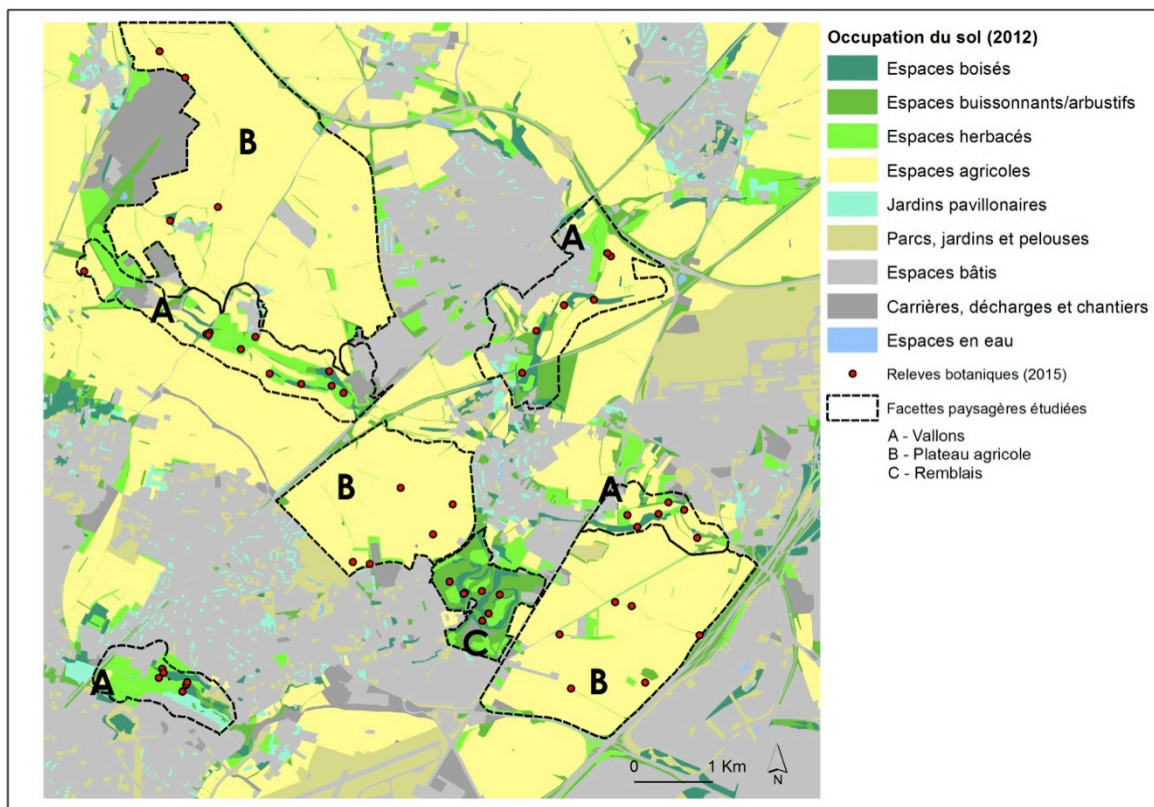 Occupation du sol (2012)
Espaces boisés
Espaces buissonnants/arbustifs
Espaces herbacés
Espaces agricoles
Jardins pavillonaires
Parcs, jardins et pelouses
Espaces bâtis
Carrières, décharges et chantiers
Espaces en eau
Releves botaniques (2015)
Facettes paysagères étudiées
A - Vallons
B - Plateau agricole
C - Remblais
B
A
A
B
A
C
B
A
0 1 Km
N